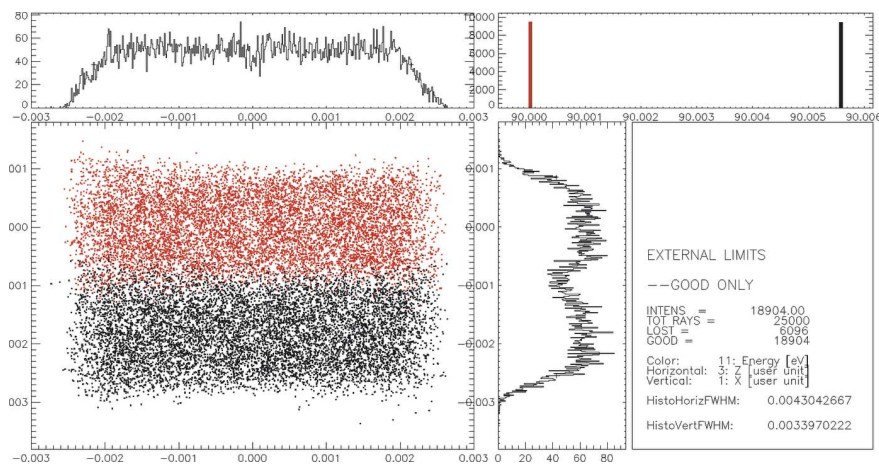 80
60
40
20
0
−0.003 −0.002 −0.001 0.000 0.001 0.002 0.003
10000
8000
6000
4000
2000
0
90.000 90.001 90.002 90.003 90.004 90.005 90.006
001
000
001
002
003
−0.003 −0.002 −0.001 0.000 0.001 0.002 0.003
0.001
0.000
0.001
0.002
0.003
0 20 40 60 80
EXTERNAL LIMITS
−−GOOD ONLY
INTENS = 18904.00
TOT RAYS = 25000
LOST = 6096
GOOD = 18904
Color: 11: Energy [eV]
Horizontal: 3: Z [user unit]
Vertical: 1: X [user unit]
HistoHorizFWHM: 0.0043042667
HistoVertFWHM: 0.0033970222